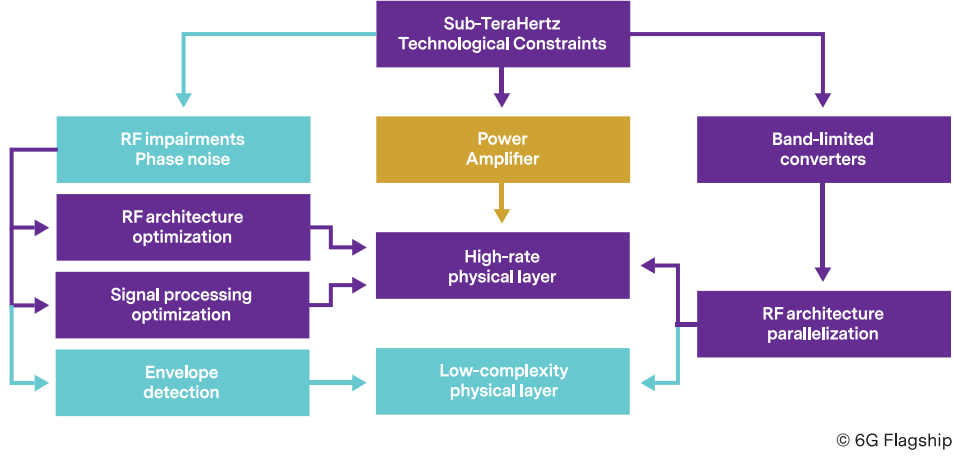 Sub-TeraHertz
Technological Constraints
RF impairments
Phase noise
Power
Amplifier
Band-limited
converters
RF architecture
optimization
High-rate
physical layer
Signal processing
optimization
RF architecture
parallelization
Envelope
detection
Low-complexity
physical layer
© 6G Flagship